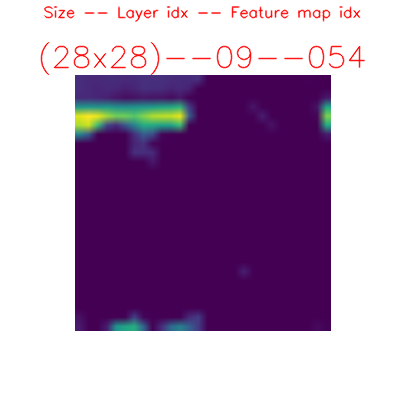 Size -- Layer idx -- Feature map idx
(28x28)--09--054